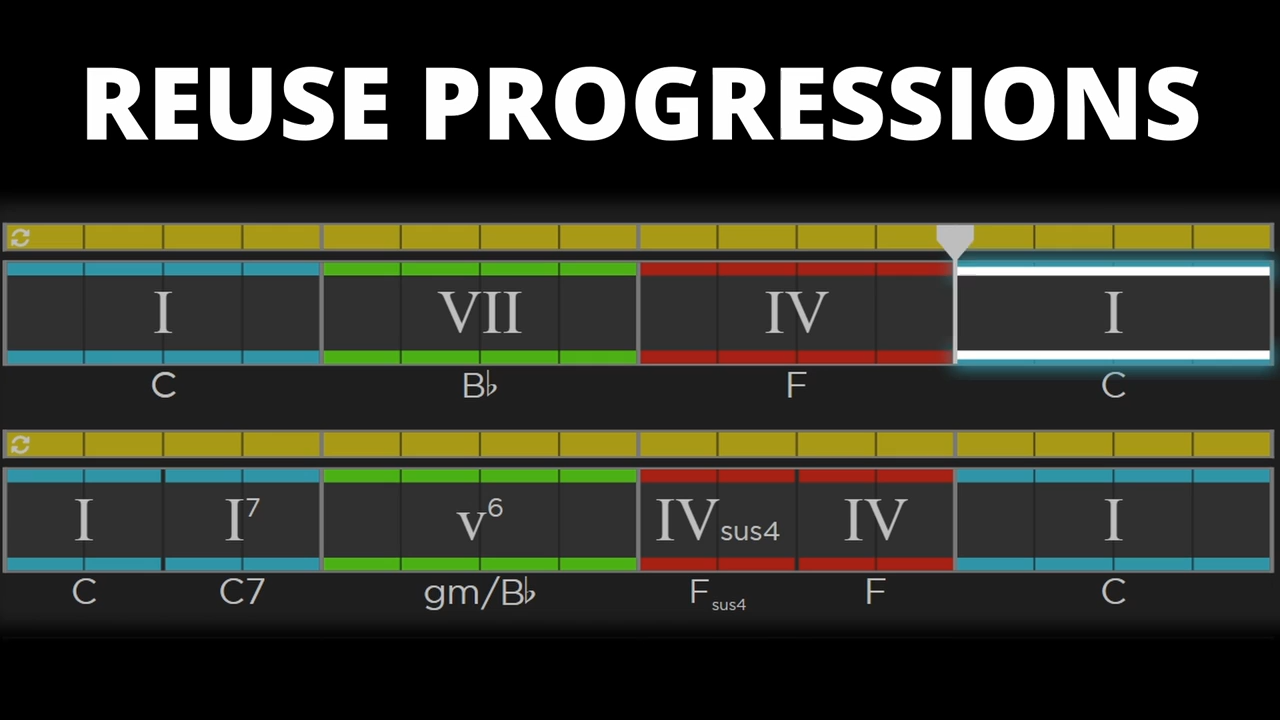 REUSE PROGRESSIONS
I VII IV I
C B♭ F C
I I⁷ v⁶ IVsus4 IV I
C C7 gm/B♭ Fsus4 F C